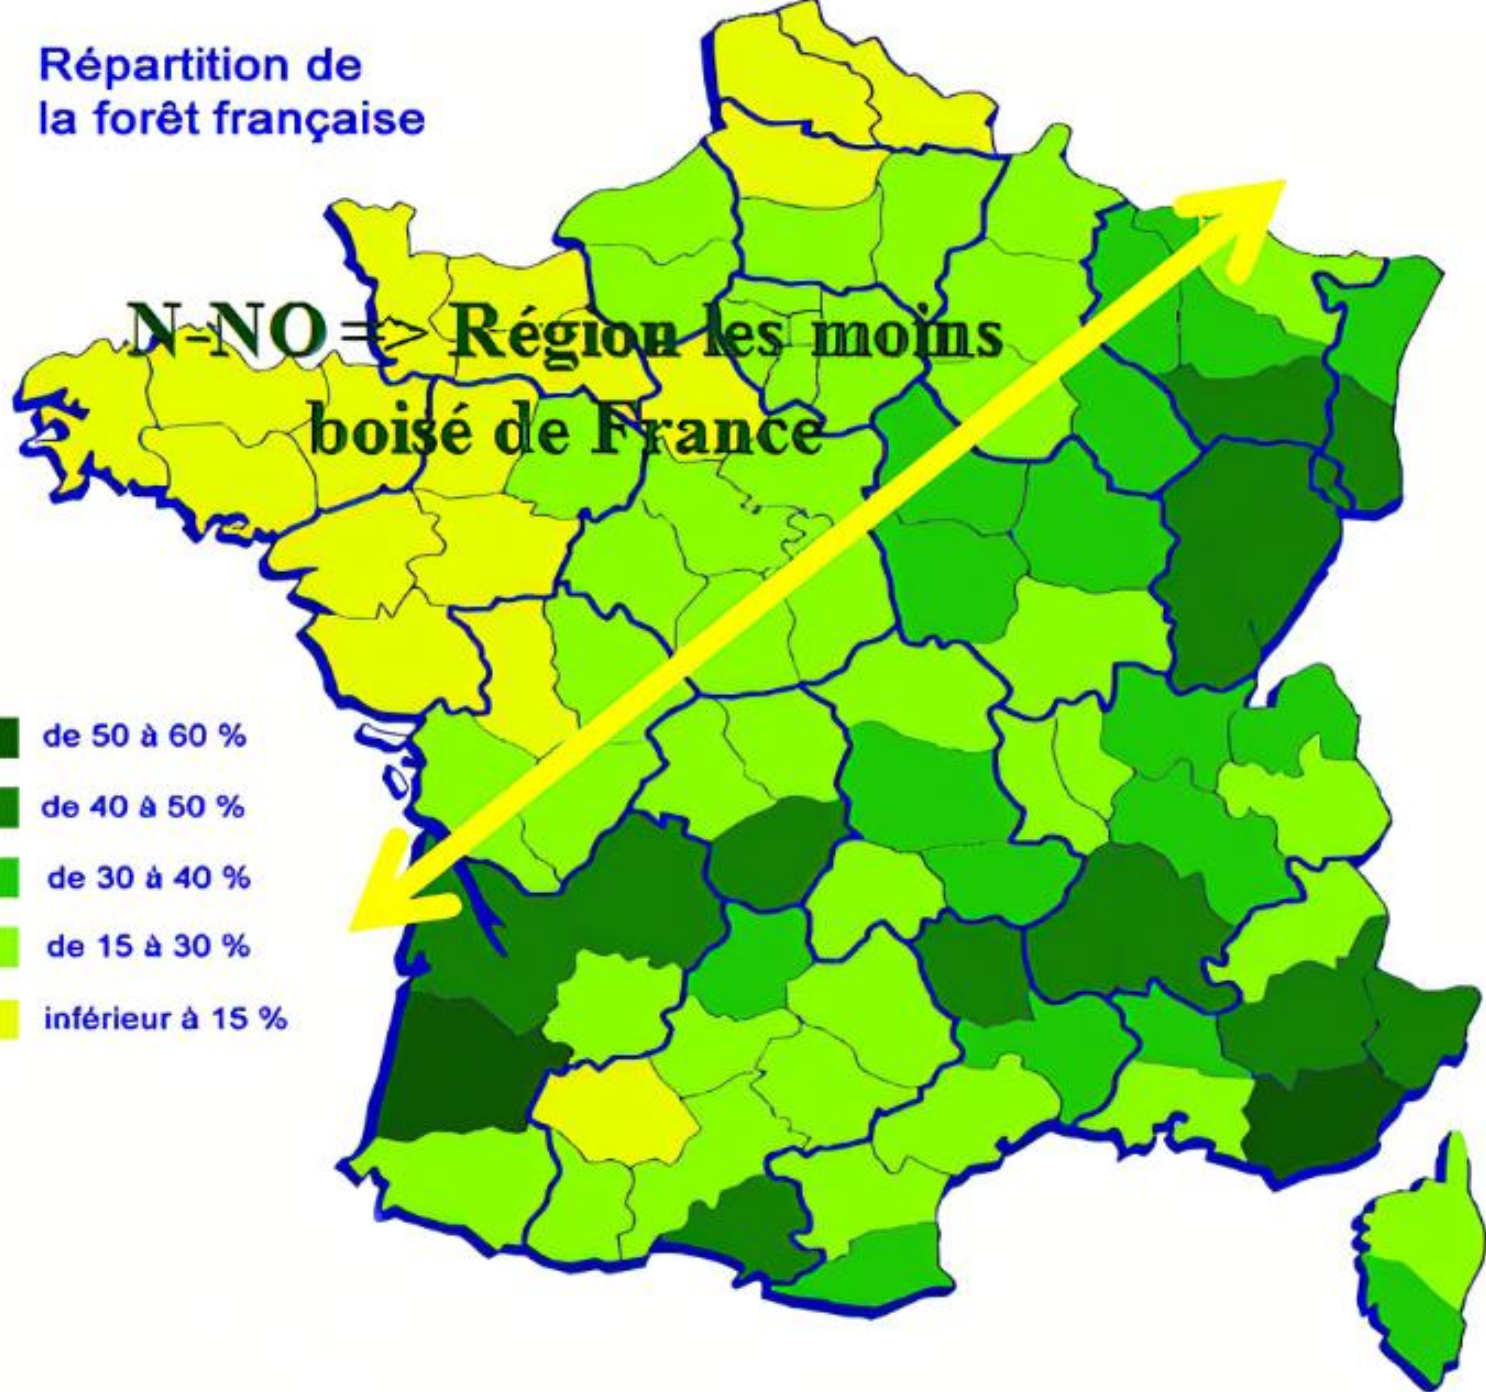 Répartition de
la forêt française
N-NO => Région les moins
boisé de France
de 50 à 60 %
de 40 à 50 %
de 30 à 40 %
de 15 à 30 %
inférieur à 15 %